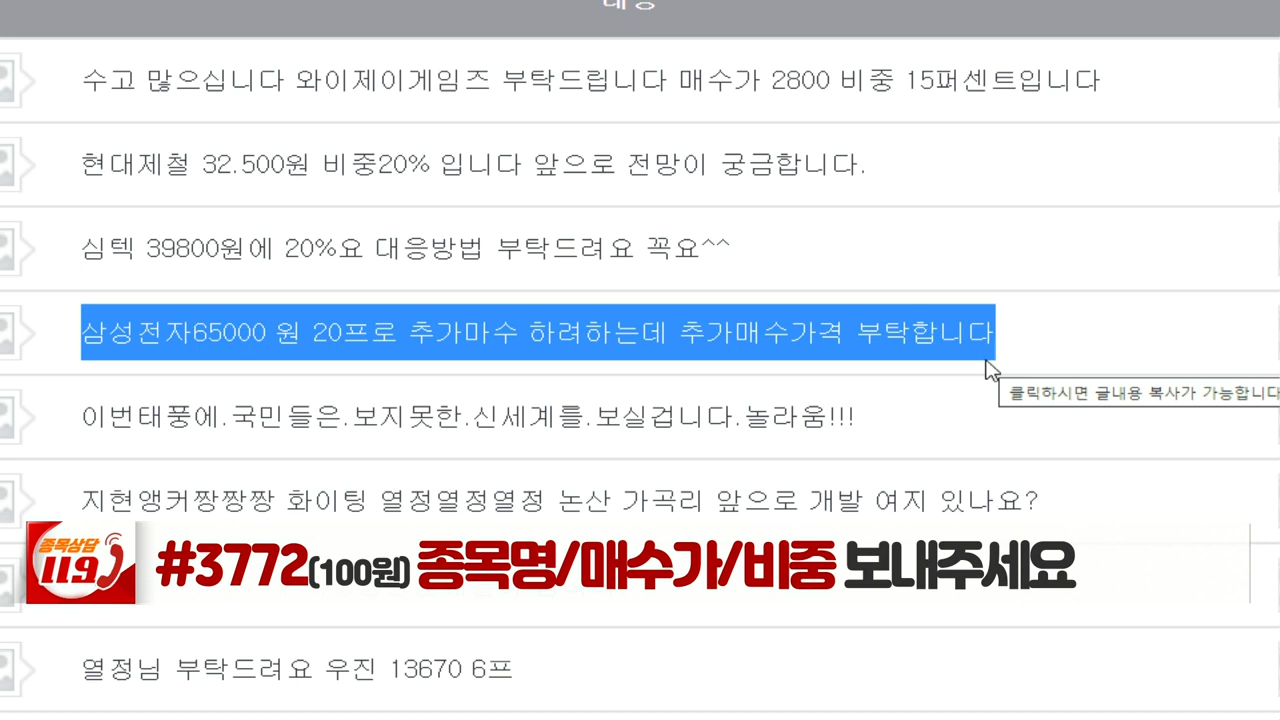 내용
수고 많으십니다 와이제이게임즈 부탁드립니다 매수가 2800 비중 15퍼센트입니다
현대제철 32.500원 비중20% 입니다 앞으로 전망이 궁금합니다.
심텍 39800원에 20%요 대응방법 부탁드려요 꼭요^^
삼성전자65000 원 20프로 추가마수 하려하는데 추가매수가격 부탁합니다
클릭하시면 글내용 복사가 가능합니다
이번태풍에.국민들은.보지못한.신세계를.보실겁니다.놀라움!!!
지현앵커짱짱짱 화이팅 열정열정열정 논산 가곡리 앞으로 개발 여지 있나요?
종목상담
119
#3772(100원) 종목명/매수가/비중 보내주세요
열정님 부탁드려요 우진 13670 6프